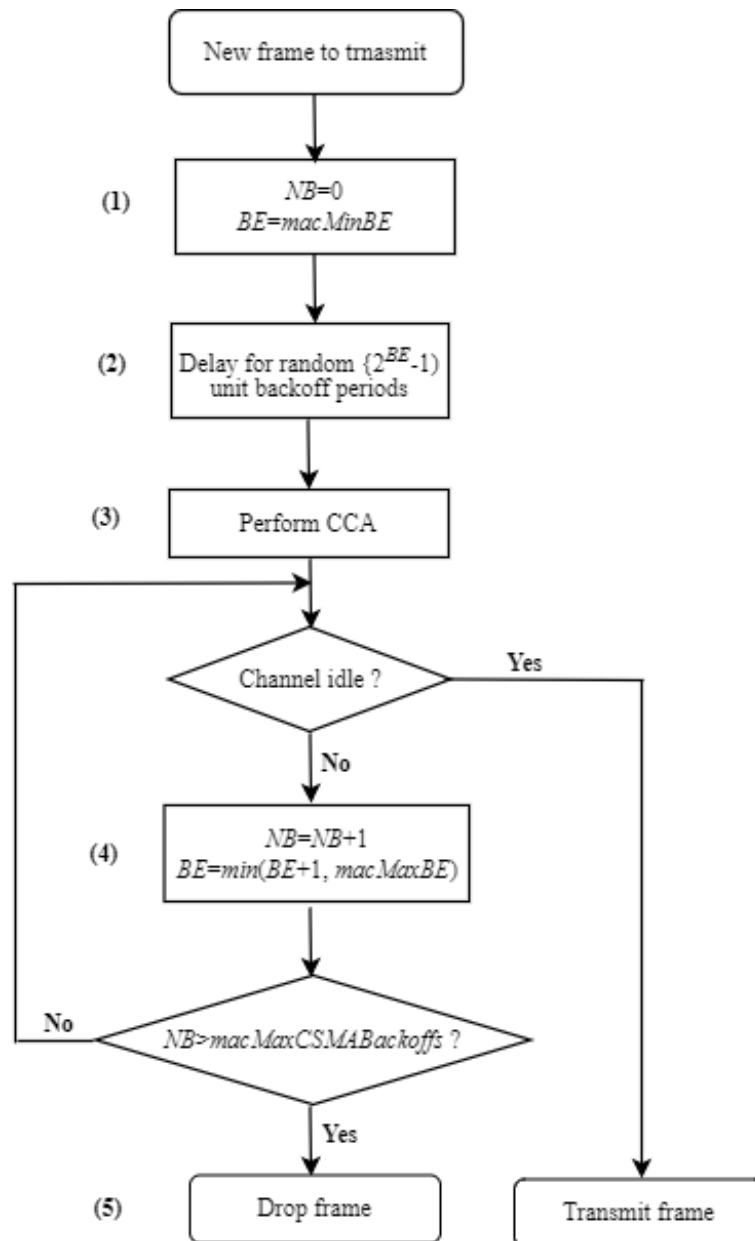 New frame to trnasmit
(1)
NB=0
BE=macMinBE
(2)
Delay for random {2^BE-1)
unit backoff periods
(3)
Perform CCA
Channel idle ?
Yes
No
(4)
NB=NB+1
BE=min(BE+1, macMaxBE)
No
NB>macMaxCSMABackoffs ?
Yes
(5)
Drop frame
Transmit frame